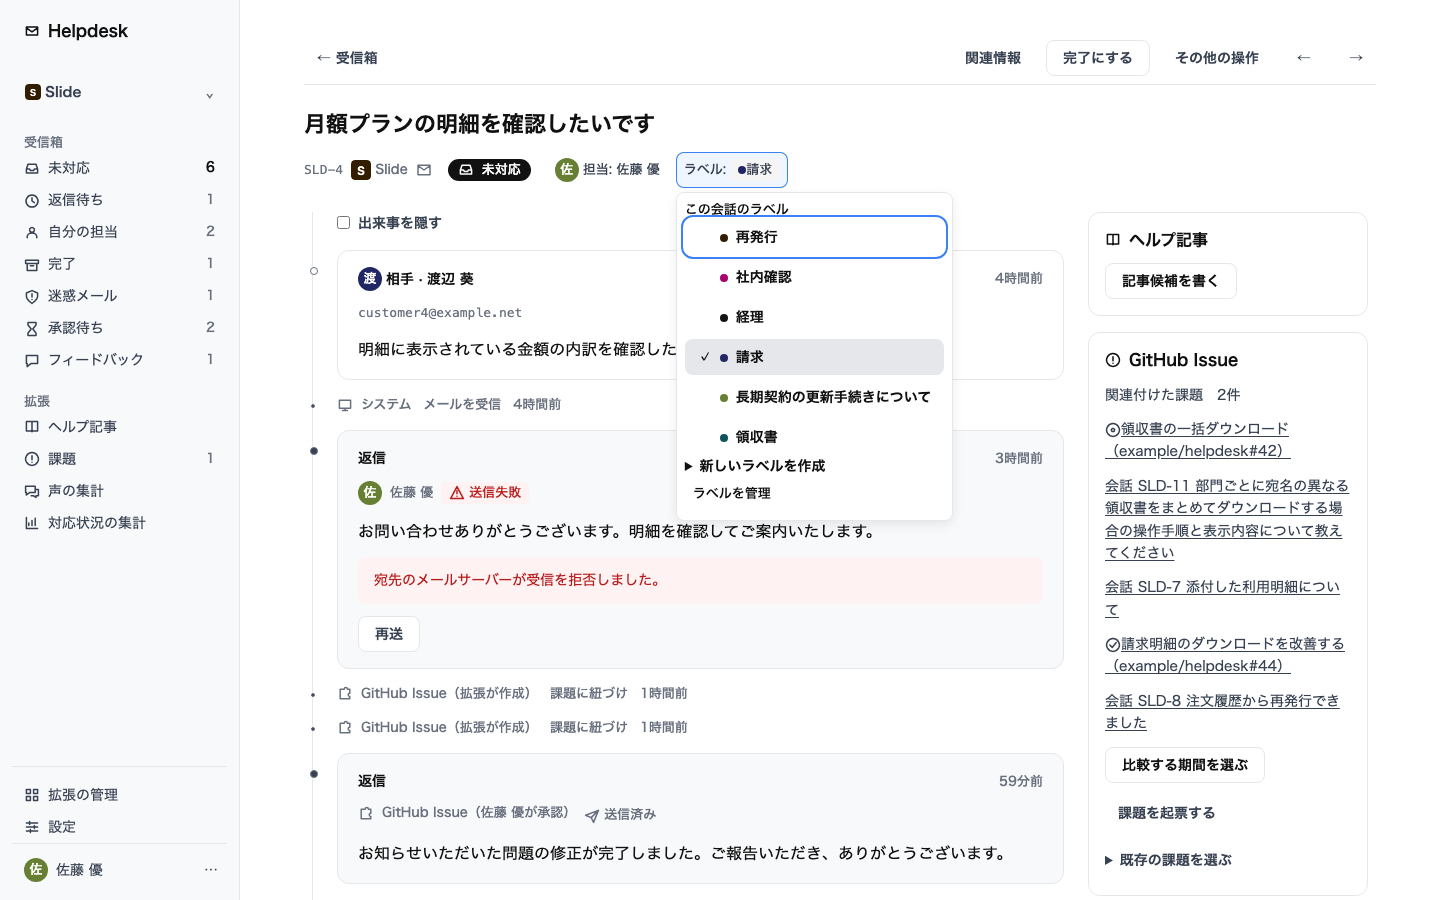 Helpdesk
S Slide
受信箱
未対応 6
返信待ち 1
自分の担当 2
完了 1
迷惑メール 1
承認待ち 2
フィードバック 1
拡張
ヘルプ記事
課題 1
声の集計
対応状況の集計
拡張の管理
設定
佐 佐藤 優 …
← 受信箱
関連情報 完了にする その他の操作 ← →
月額プランの明細を確認したいです
SLD-4 S Slide 未対応 佐 担当: 佐藤 優 ラベル: 請求
この会話のラベル
再発行
社内確認
経理
✓ 請求
長期契約の更新手続きについて
領収書
▶ 新しいラベルを作成
ラベルを管理
出来事を隠す
渡 相手 · 渡辺 葵 4時間前
customer4@example.net
明細に表示されている金額の内訳を確認した
システム メールを受信 4時間前
返信 3時間前
佐 佐藤 優 送信失敗
お問い合わせありがとうございます。明細を確認してご案内いたします。
宛先のメールサーバーが受信を拒否しました。
再送
GitHub Issue（拡張が作成） 課題に紐づけ 1時間前
GitHub Issue（拡張が作成） 課題に紐づけ 1時間前
返信 59分前
GitHub Issue（佐藤 優が承認） 送信済み
お知らせいただいた問題の修正が完了しました。ご報告いただき、ありがとうございます。
ヘルプ記事
記事候補を書く
GitHub Issue
関連付けた課題 2件
領収書の一括ダウンロード
（example/helpdesk#42）
会話 SLD-11 部門ごとに宛名の異なる
領収書をまとめてダウンロードする場
合の操作手順と表示内容について教え
てください
会話 SLD-7 添付した利用明細につい
て
請求明細のダウンロードを改善する
（example/helpdesk#44）
会話 SLD-8 注文履歴から再発行でき
ました
比較する期間を選ぶ
課題を起票する
▶ 既存の課題を選ぶ